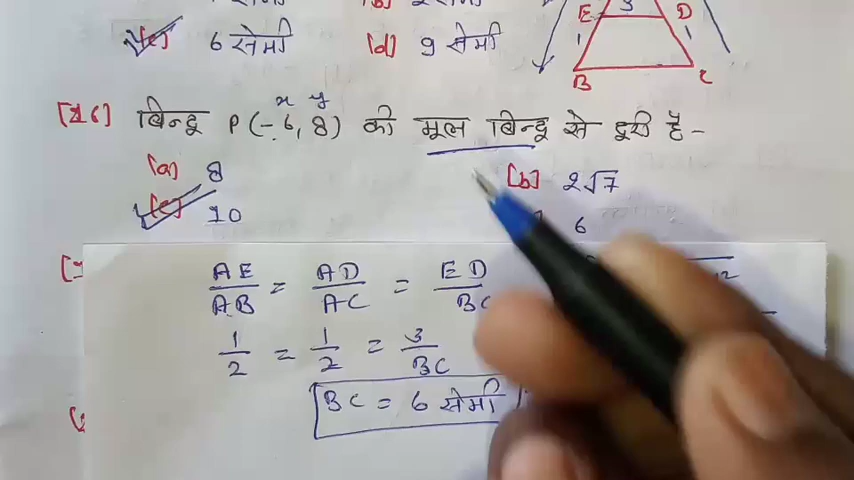 [c] 6 सेमी [d] 9 सेमी
E 3 D
1 1
B C
x y
[16] बिन्दू P(-6, 8) की मूल बिन्दू से दूरी है -
[a] 8 [b] 2√7
[c] 10 6
AE/AB = AD/AC = ED/BC
1/2 = 1/2 = 3/BC
BC = 6 सेमी